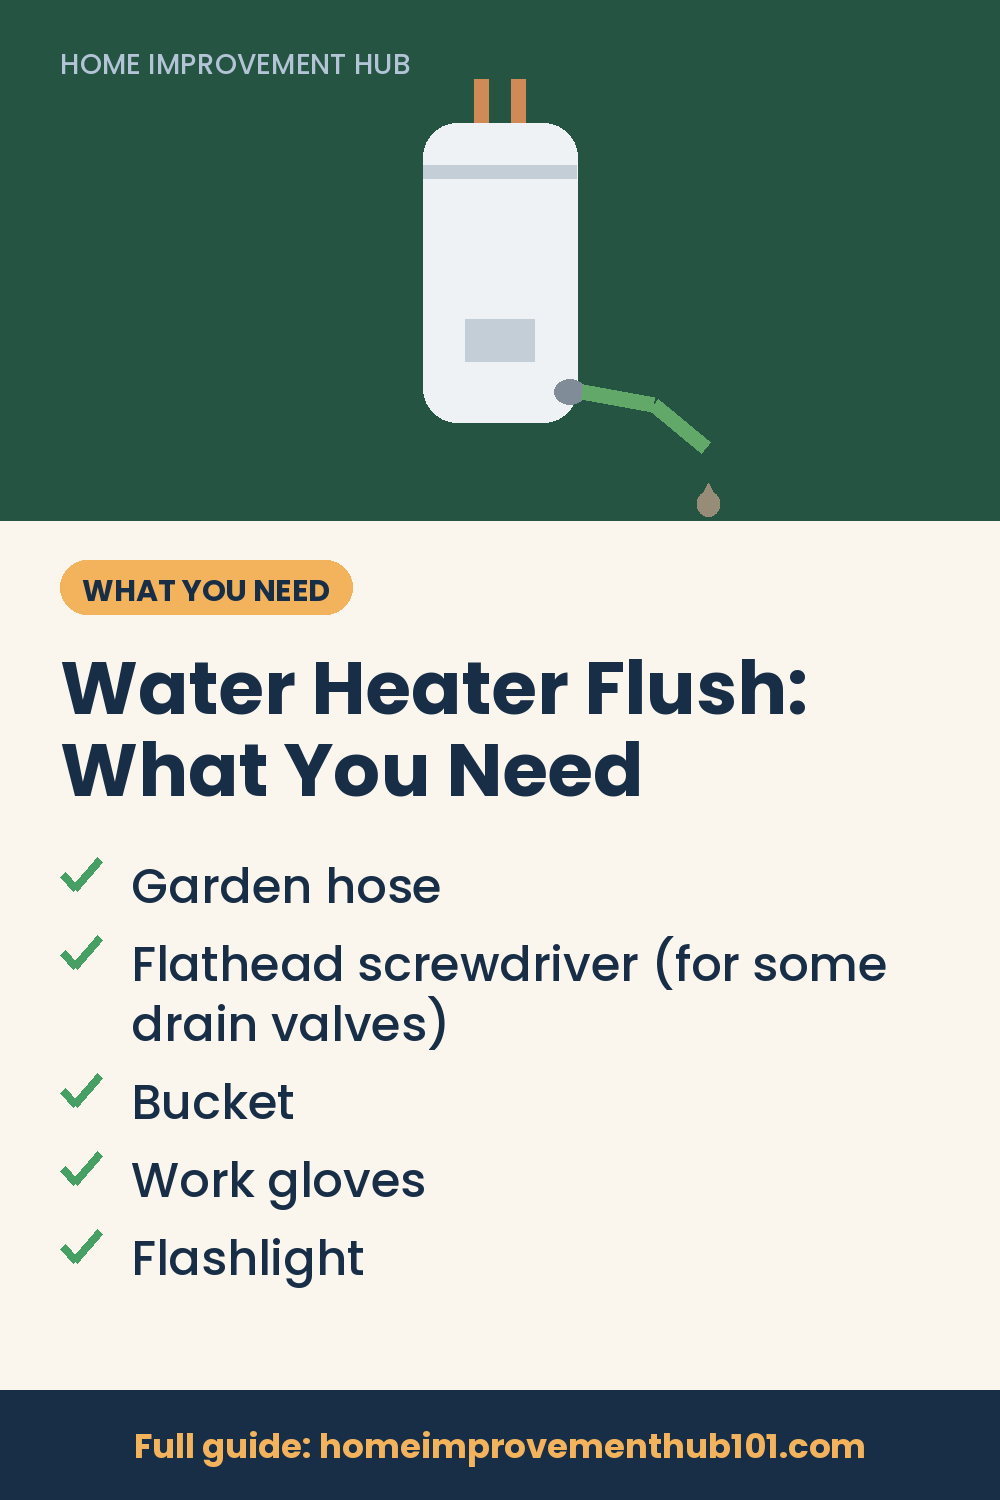 HOME IMPROVEMENT HUB
WHAT YOU NEED
Water Heater Flush:
What You Need
Garden hose
Flathead screwdriver (for some
drain valves)
Bucket
Work gloves
Flashlight
Full guide: homeimprovementhub101.com